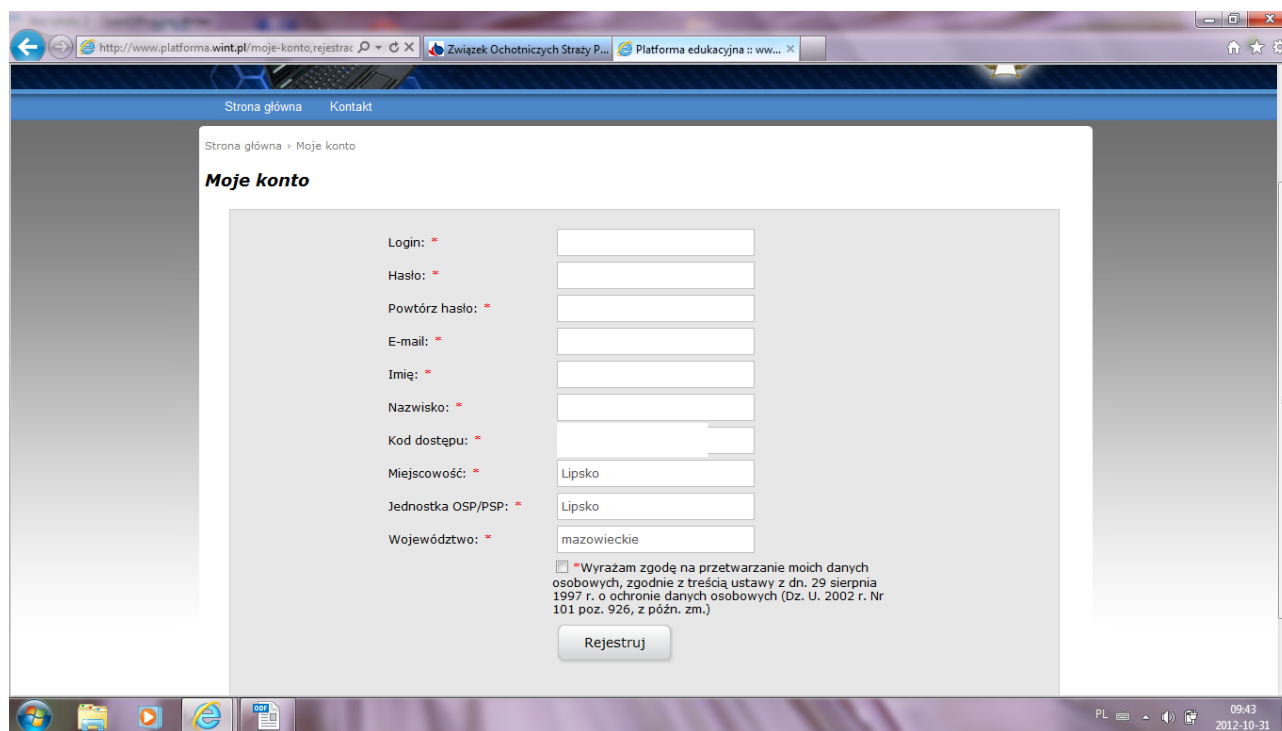 http://www.platforma.wint.pl/moje-konto,rejestrac
Związek Ochotniczych Straży P...
Platforma edukacyjna :: ww...
Strona główna Kontakt
Strona główna › Moje konto
Moje konto
Login: *
Hasło: *
Powtórz hasło: *
E-mail: *
Imię: *
Nazwisko: *
Kod dostępu: *
Miejscowość: * Lipsko
Jednostka OSP/PSP: * Lipsko
Województwo: * mazowieckie
*Wyrażam zgodę na przetwarzanie moich danych
osobowych, zgodnie z treścią ustawy z dn. 29 sierpnia
1997 r. o ochronie danych osobowych (Dz. U. 2002 r. Nr
101 poz. 926, z późn. zm.)
Rejestruj
ODF
PL
09:43
2012-10-31